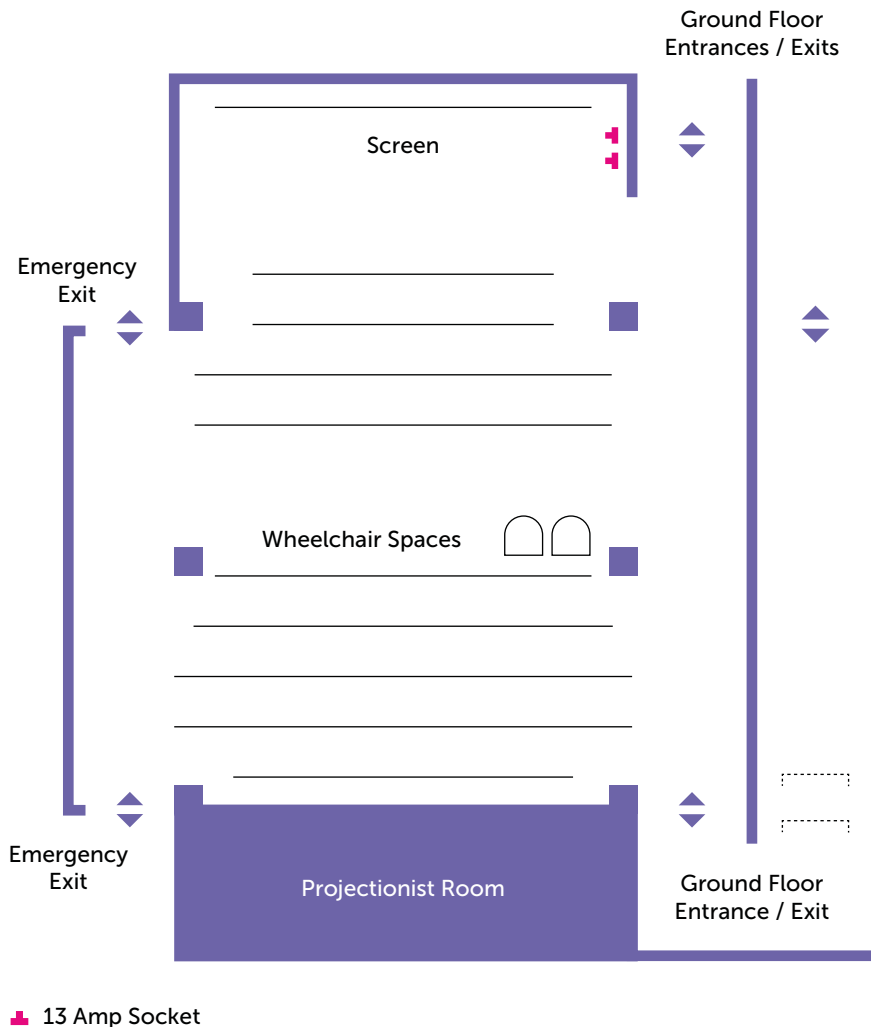 Ground Floor
Entrances / Exits
Screen
Emergency
Exit
Wheelchair Spaces
Emergency
Exit
Projectionist Room
Ground Floor
Entrance / Exit
13 Amp Socket